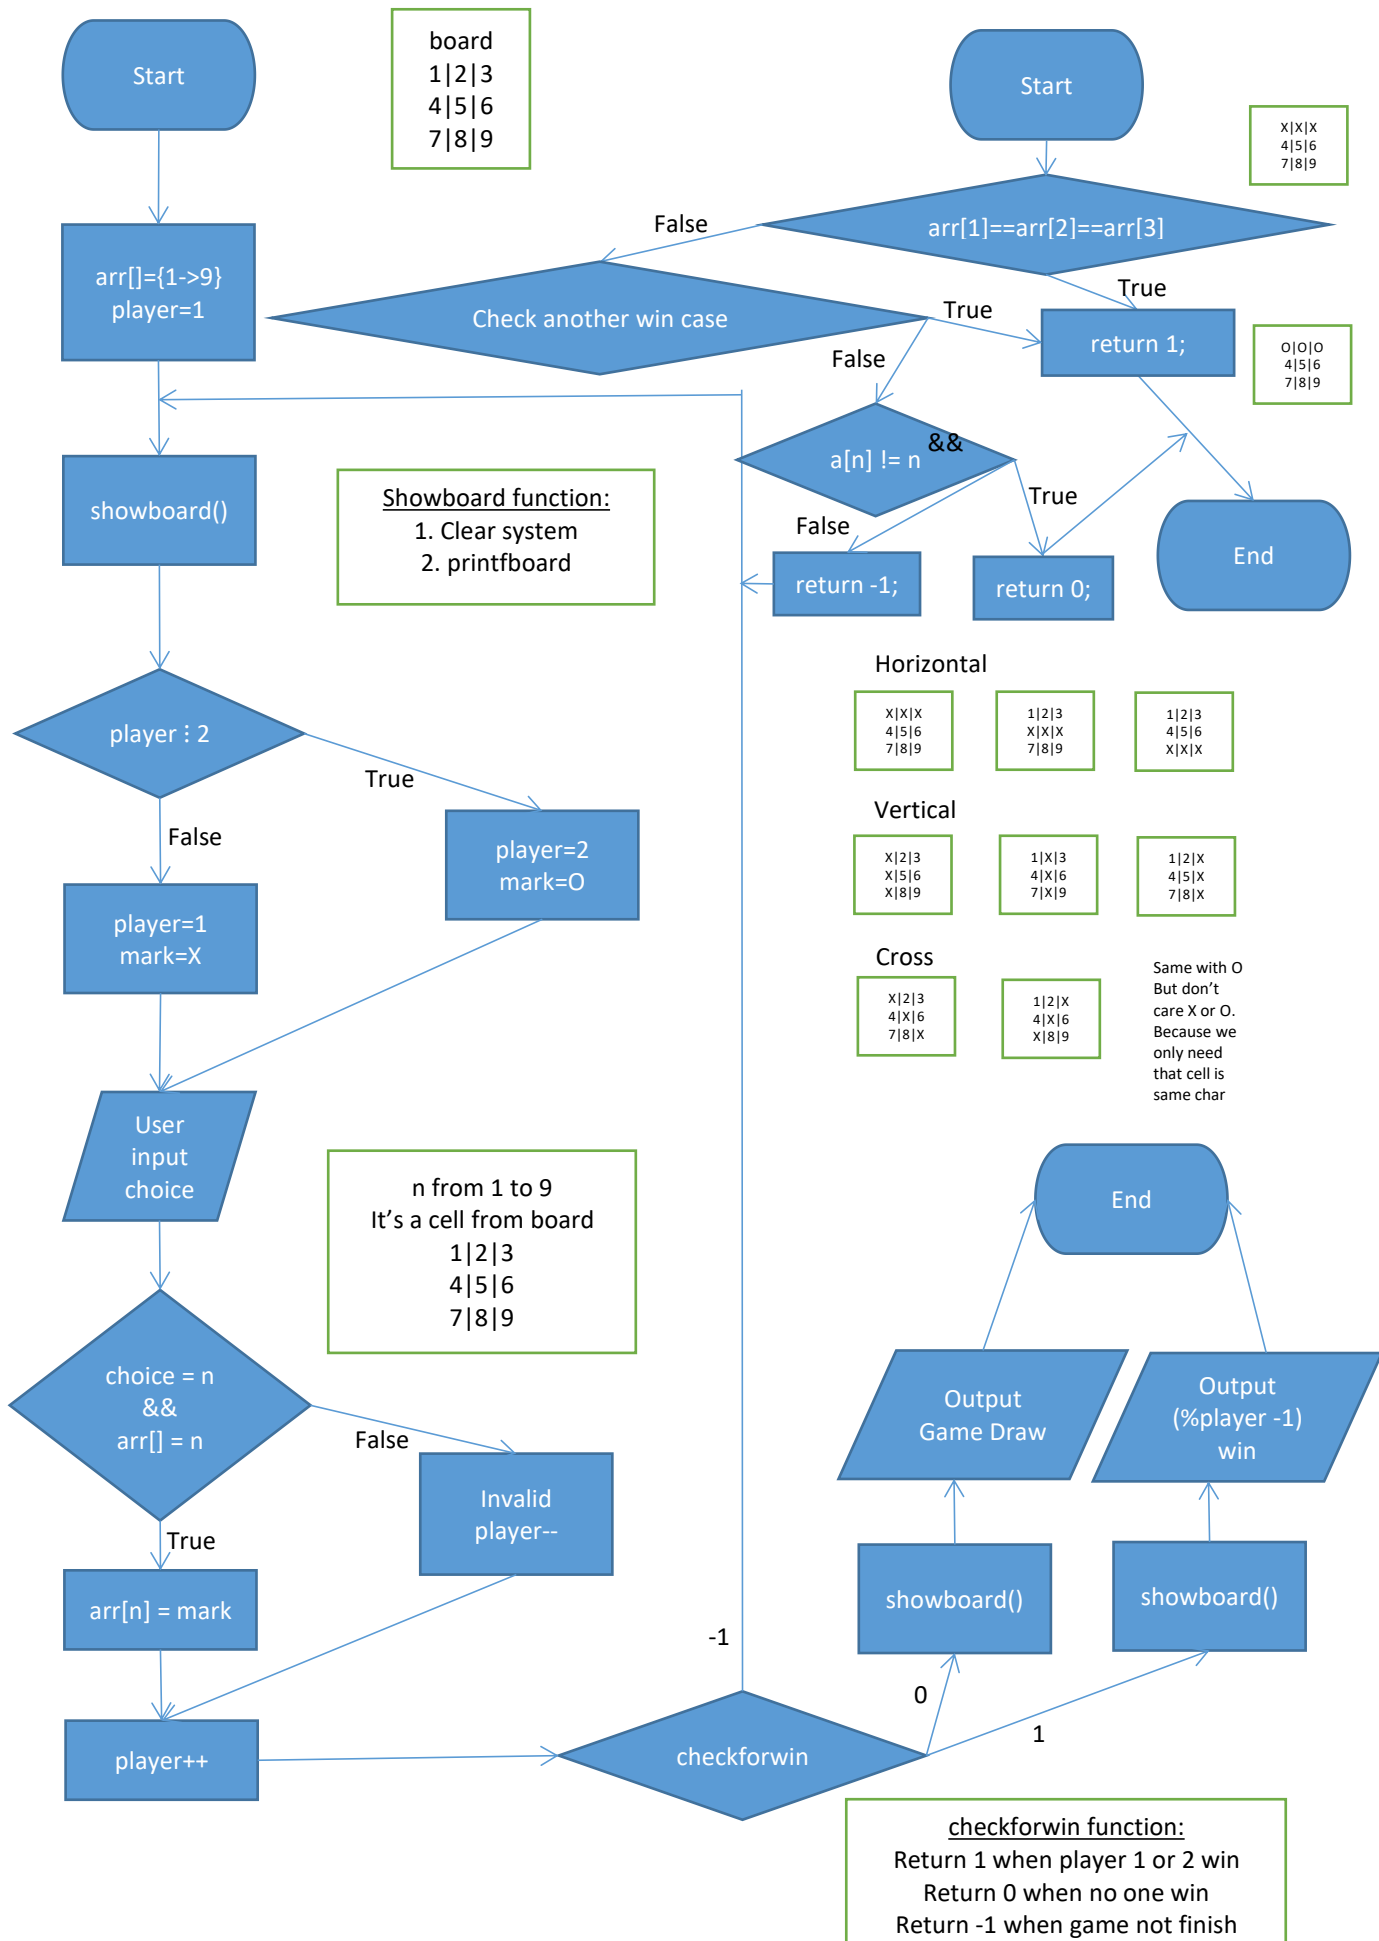 Start
arr[]={1->9}
player=1
showboard()
player ⋮ 2
True
False
player=2
mark=O
player=1
mark=X
User
input
choice
choice = n
&&
arr[] = n
False
Invalid
player--
True
arr[n] = mark
player++
board
1|2|3
4|5|6
7|8|9
Showboard function:
1. Clear system
2. printfboard
n from 1 to 9
It's a cell from board
1|2|3
4|5|6
7|8|9
Start
X|X|X
4|5|6
7|8|9
arr[1]==arr[2]==arr[3]
False
True
Check another win case
True
return 1;
O|O|O
4|5|6
7|8|9
False
a[n] != n
&&
True
False
return -1;
return 0;
End
Horizontal
X|X|X
4|5|6
7|8|9
1|2|3
X|X|X
7|8|9
1|2|3
4|5|6
X|X|X
Vertical
X|2|3
X|5|6
X|8|9
1|X|3
4|X|6
7|X|9
1|2|X
4|5|X
7|8|X
Cross
X|2|3
4|X|6
7|8|X
1|2|X
4|X|6
X|8|9
Same with O
But don't
care X or O.
Because we
only need
that cell is
same char
End
Output
Game Draw
Output
(%player -1)
win
showboard()
showboard()
-1
0
1
checkforwin
checkforwin function:
Return 1 when player 1 or 2 win
Return 0 when no one win
Return -1 when game not finish